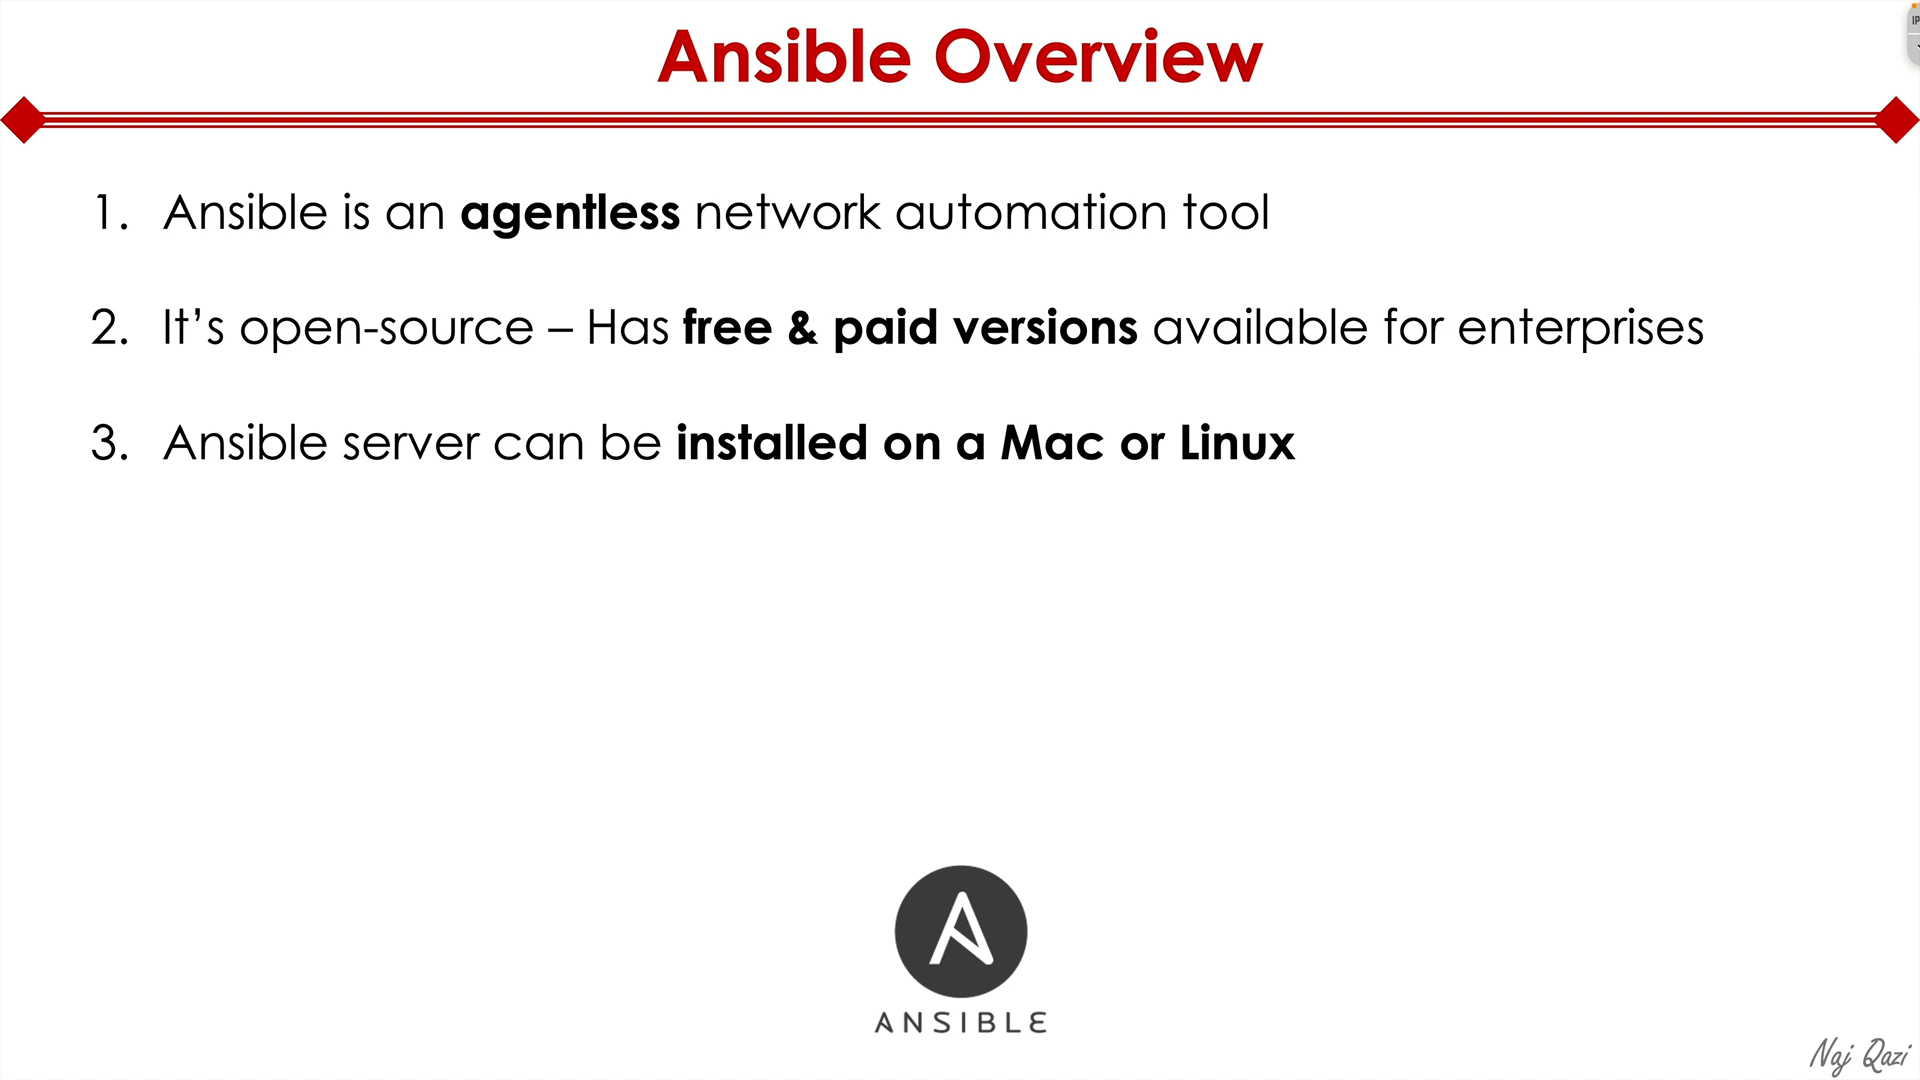 Ansible Overview
1. Ansible is an agentless network automation tool
2. It’s open-source – Has free & paid versions available for enterprises
3. Ansible server can be installed on a Mac or Linux
ANSIBLE
Naj Qazi